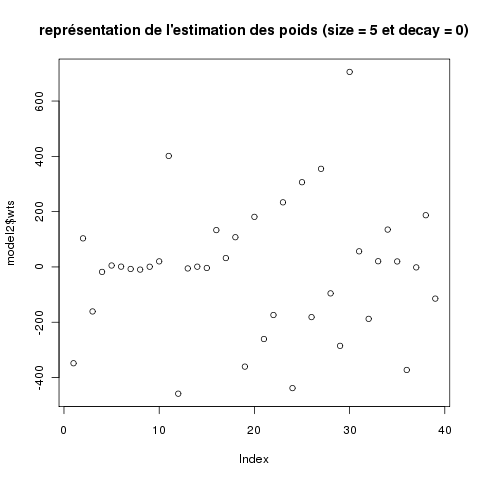 représentation de l'estimation des poids (size = 5 et decay = 0)
600
400
200
0
-200
-400
model2$wts
0 10 20 30 40
Index